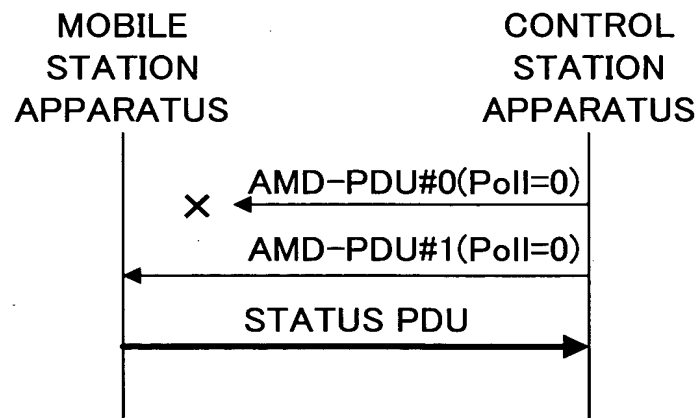 MOBILE
STATION
APPARATUS
CONTROL
STATION
APPARATUS
AMD-PDU#0(Poll=0)
×
AMD-PDU#1(Poll=0)
STATUS PDU